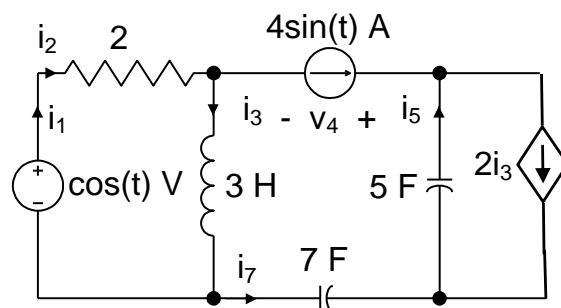 4sin(t) A
i₂ 2
i₁ i₃ - v₄ + i₅
+
− cos(t) V 3 H 5 F 2i₃
i₇ 7 F